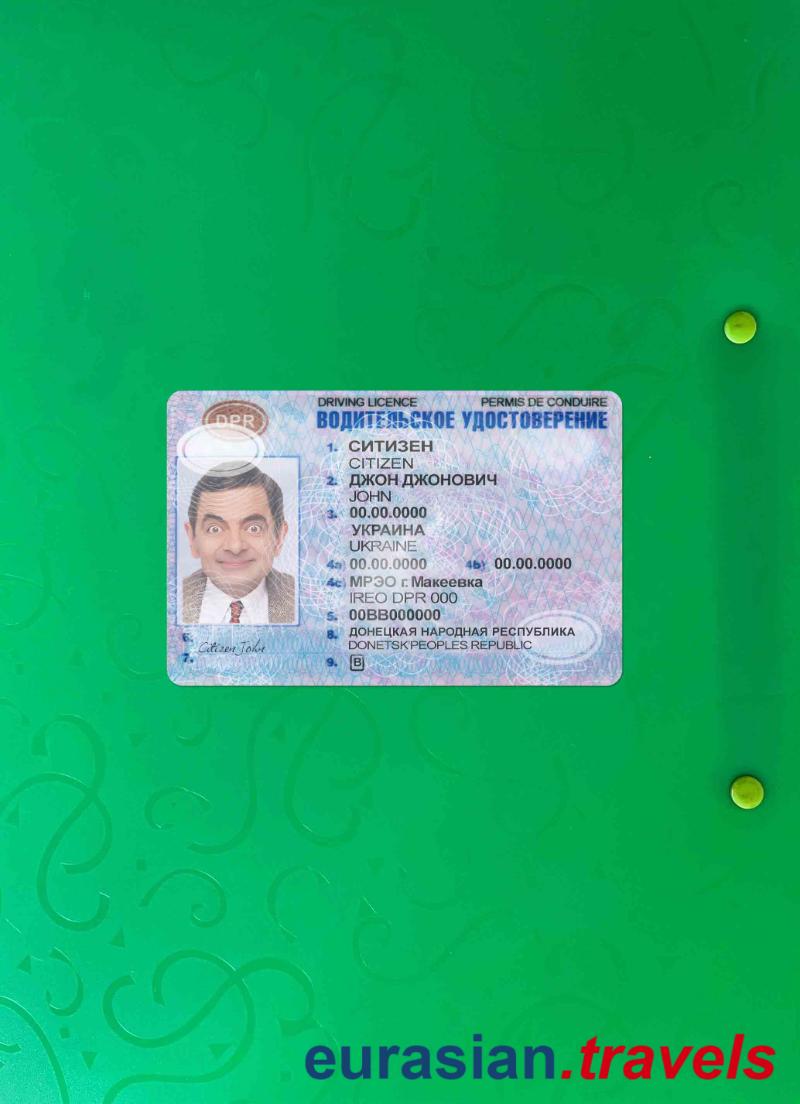 DRIVING LICENCE PERMIS DE CONDUIRE
DPR
ВОДИТЕЛЬСКОЕ УДОСТОВЕРЕНИЕ
1. СИТИЗЕН
CITIZEN
2. ДЖОН ДЖОНОВИЧ
JOHN
3. 00.00.0000
УКРАИНА
UKRAINE
4a) 00.00.0000 4b) 00.00.0000
4c) МРЭО г. Макеевка
IREO DPR 000
5. 00BB000000
6.
7. Citizen John
8. ДОНЕЦКАЯ НАРОДНАЯ РЕСПУБЛИКА
DONETSK'PEOPLES REPUBLIC
9. B
eurasian.travels